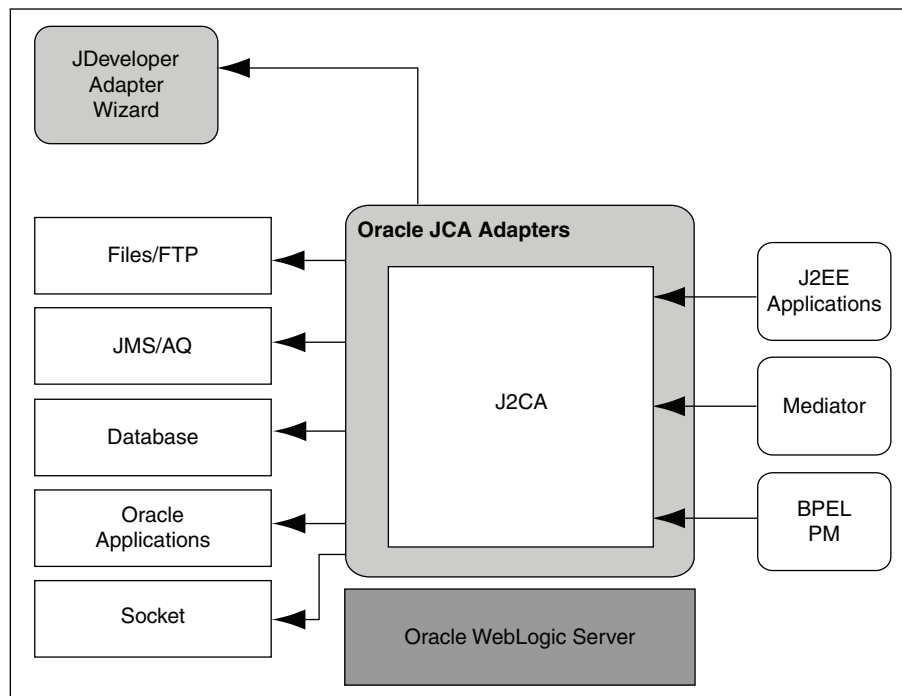 JDeveloper
Adapter
Wizard
Oracle JCA Adapters
Files/FTP
JMS/AQ
Database
Oracle
Applications
Socket
J2CA
J2EE
Applications
Mediator
BPEL
PM
Oracle WebLogic Server